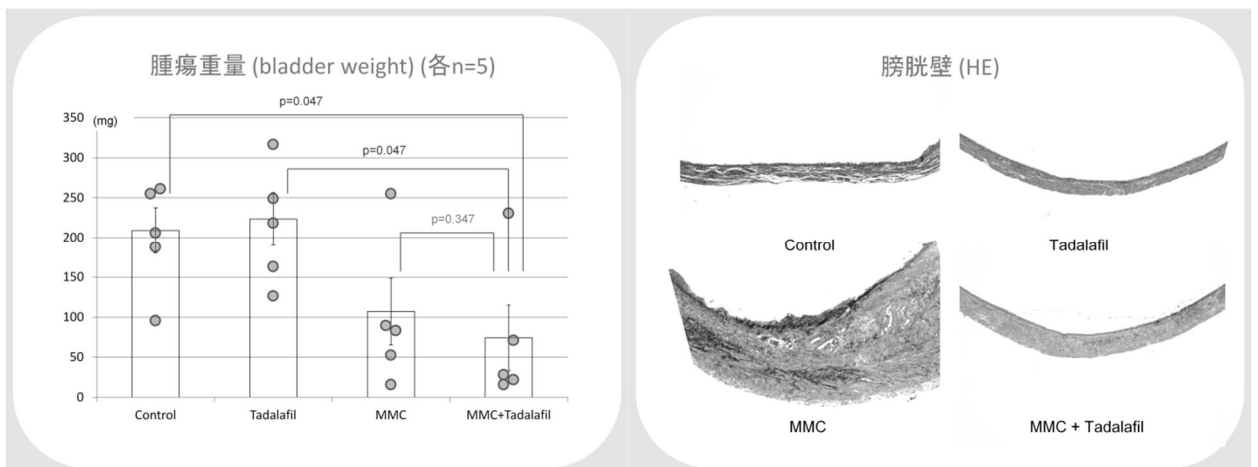 腫瘍重量 (bladder weight) (各n=5)
p=0.047
350 (mg)
300
p=0.047
250
p=0.347
200
150
100
50
0
Control Tadalafil MMC MMC+Tadalafil
膀胱壁 (HE)
Control Tadalafil
MMC MMC + Tadalafil